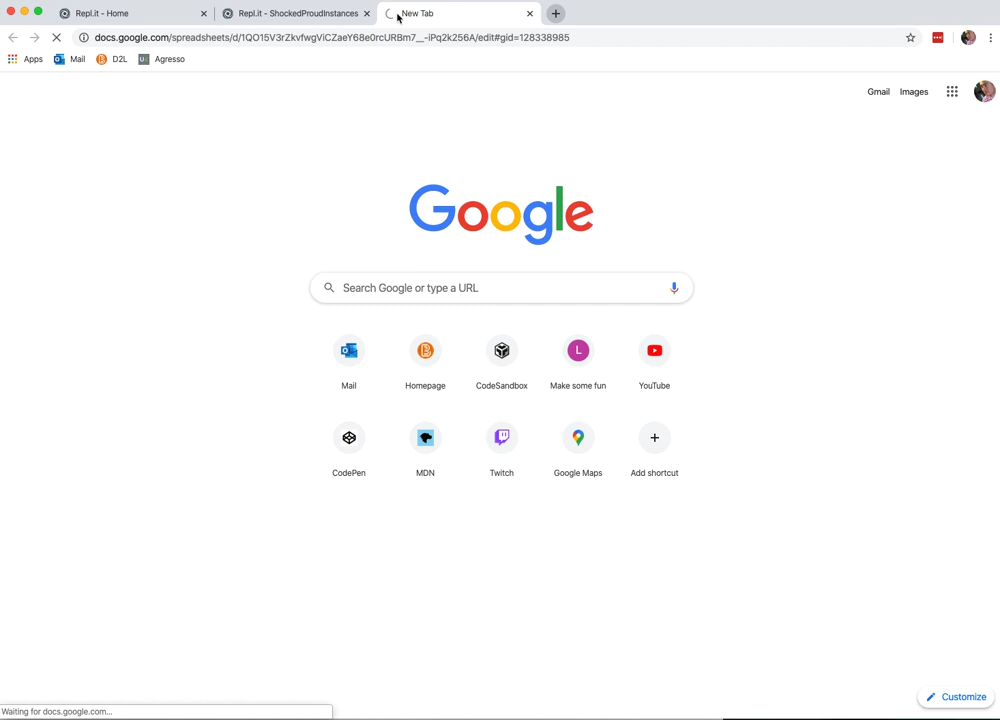 Repl.it - Home
Repl.it - ShockedProudInstances
New Tab
docs.google.com/spreadsheets/d/1QO15V3rZkvfwgViCZaeY68e0rcURBm7__-iPq2k256A/edit#gid=128338985
Apps Mail D2L Agresso
Gmail Images
Google
Search Google or type a URL
Mail Homepage CodeSandbox Make some fun YouTube
CodePen MDN Twitch Google Maps Add shortcut
Customize
Waiting for docs.google.com...